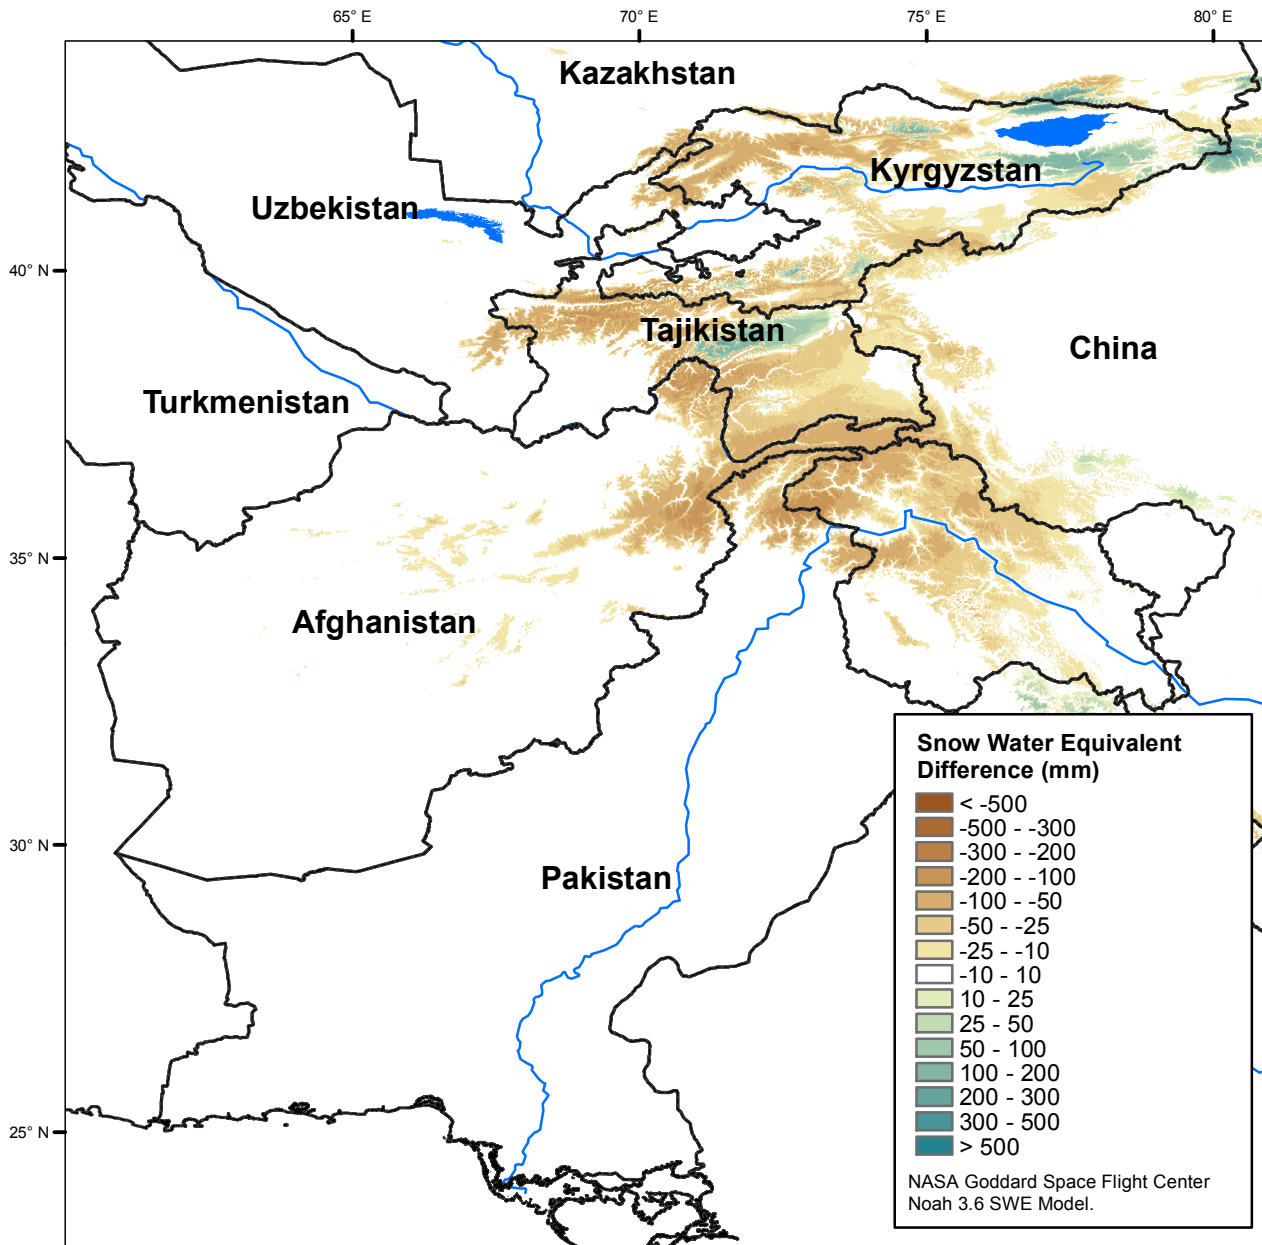 65° E
70° E
75° E
80° E
Kazakhstan
Kyrgyzstan
Uzbekistan
40° N
Tajikistan
China
Turkmenistan
35° N
Afghanistan
Snow Water Equivalent
Difference (mm)
< -500
-500 - -300
-300 - -200
-200 - -100
-100 - -50
-50 - -25
-25 - -10
-10 - 10
10 - 25
25 - 50
50 - 100
100 - 200
200 - 300
300 - 500
> 500
NASA Goddard Space Flight Center
Noah 3.6 SWE Model.
30° N
Pakistan
25° N